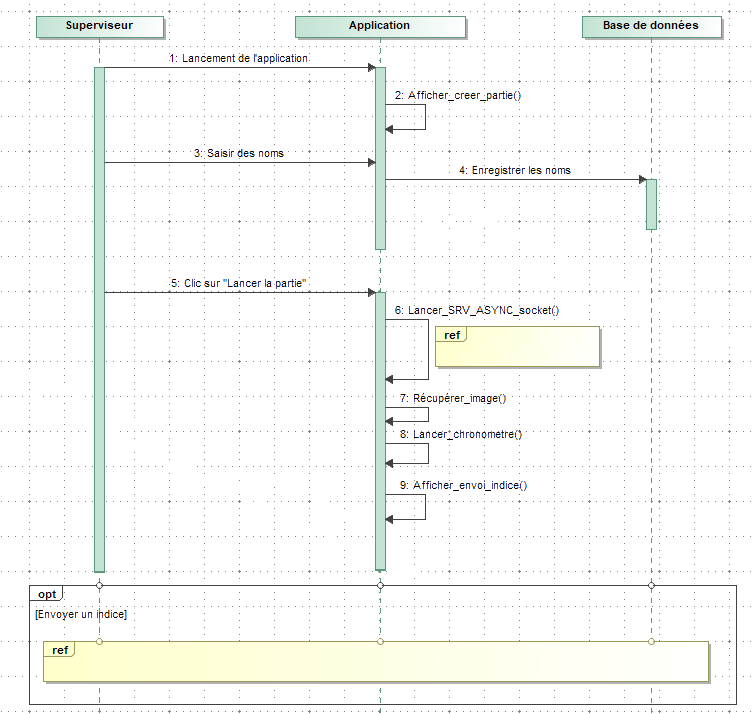 Superviseur
Application
Base de données
1: Lancement de l'application
2: Afficher_creer_partie()
3: Saisir des noms
4: Enregistrer les noms
5: Clic sur "Lancer la partie"
6: Lancer_SRV_ASYNC_socket()
ref
7: Récupérer_image()
8: Lancer_chronometre()
9: Afficher_envoi_indice()
opt
[Envoyer un indice]
ref